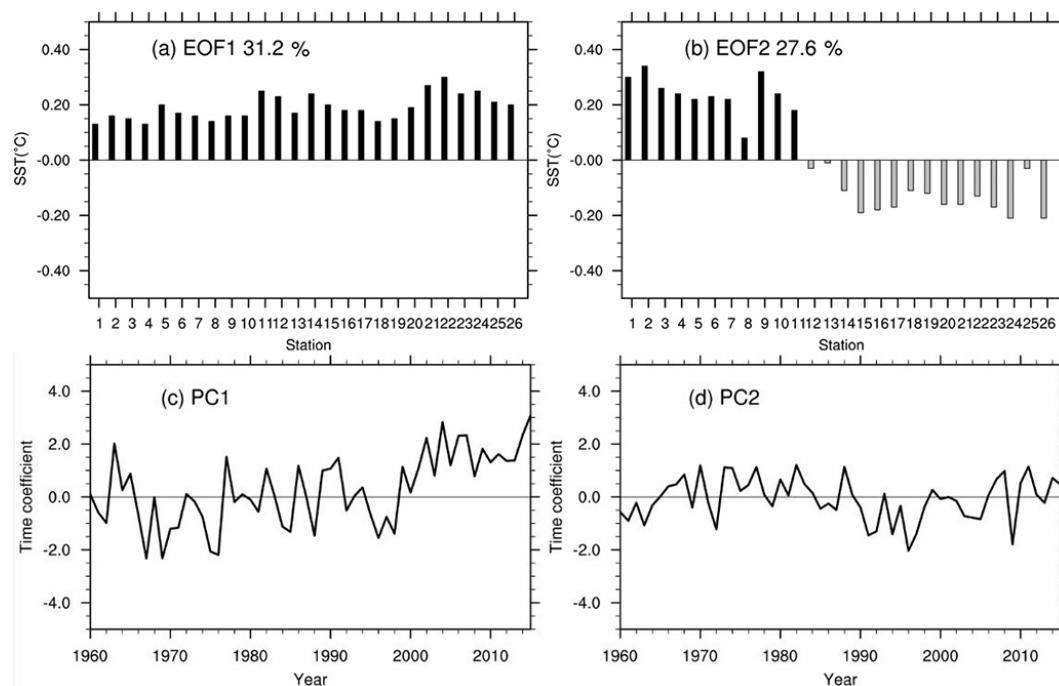 (a) EOF1 31.2 %
0.40
0.20
-0.00
-0.20
-0.40
SST(°C)
1 2 3 4 5 6 7 8 9 10 11 12 13 14 15 16 17 18 19 20 21 22 23 24 25 26
Station
(b) EOF2 27.6 %
0.40
0.20
-0.00
-0.20
-0.40
SST(°C)
1 2 3 4 5 6 7 8 9 10 11 12 13 14 15 16 17 18 19 20 21 22 23 24 25 26
Station
(c) PC1
4.0
2.0
0.0
-2.0
-4.0
Time coefficient
1960 1970 1980 1990 2000 2010
Year
(d) PC2
4.0
2.0
0.0
-2.0
-4.0
Time coefficient
1960 1970 1980 1990 2000 2010
Year